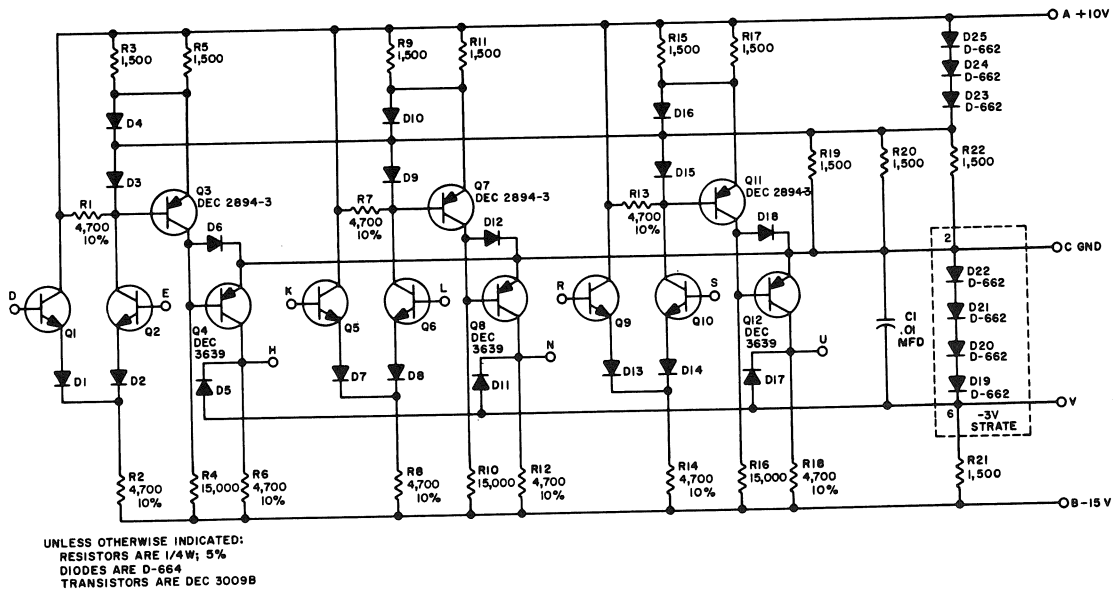 A +10V
R3
1,500
R5
1,500
R9
1,500
R11
1,500
R15
1,500
R17
1,500
D25
D-662
D24
D-662
D23
D-662
D4
D10
D16
R19
1,500
R20
1,500
R22
1,500
D3
D9
D15
Q3
DEC 2894-3
Q7
DEC 2894-3
Q11
DEC 2894-3
R1
4,700
10%
R7
4,700
10%
R13
4,700
10%
D6
D12
D18
2
C GND
D
E
K
L
R
S
Q1
Q2
Q4
DEC
3639
Q5
Q6
Q8
DEC
3639
Q9
Q10
Q12
DEC
3639
C1
.01
MFD
D22
D-662
D21
D-662
D20
D-662
D19
D-662
H
N
U
D1
D2
D5
D7
D8
D11
D13
D14
D17
6
-3V
STRATE
V
R2
4,700
10%
R4
15,000
R6
4,700
10%
R8
4,700
10%
R10
15,000
R12
4,700
10%
R14
4,700
10%
R16
15,000
R18
4,700
10%
R21
1,500
B-15V
UNLESS OTHERWISE INDICATED:
RESISTORS ARE 1/4W; 5%
DIODES ARE D-664
TRANSISTORS ARE DEC 3009B